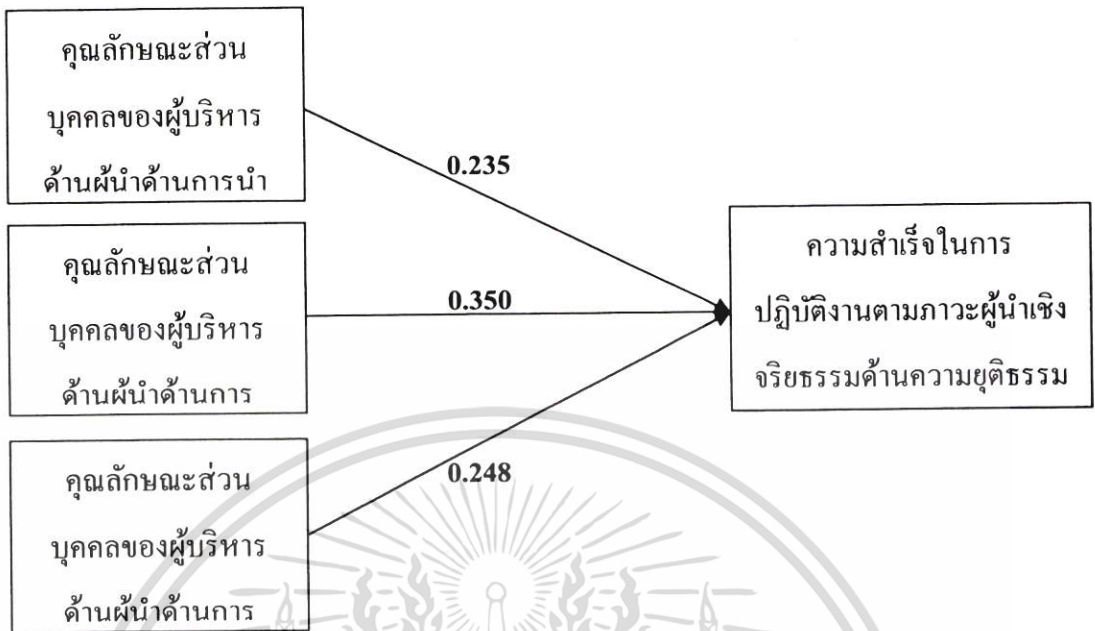 คุณลักษณะส่วน
บุคคลของผู้บริหาร
ด้านผู้นำด้านการนำ
0.235
คุณลักษณะส่วน
บุคคลของผู้บริหาร
ด้านผู้นำด้านการ
0.350
คุณลักษณะส่วน
บุคคลของผู้บริหาร
ด้านผู้นำด้านการ
0.248
ความสำเร็จในการ
ปฏิบัติงานตามภาวะผู้นำเชิง
จริยธรรมด้านความยุติธรรม